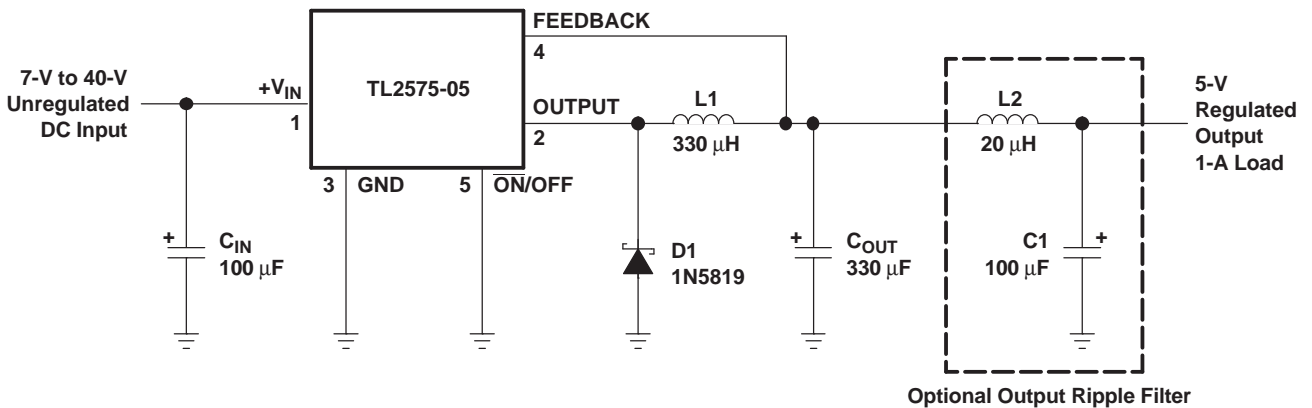 FEEDBACK
4
7-V to 40-V
Unregulated
DC Input
+VIN
1
TL2575-05
OUTPUT
2
L1
330 μH
L2
20 μH
5-V
Regulated
Output
1-A Load
3 GND
5 ON/OFF
+
CIN
100 μF
D1
1N5819
+
COUT
330 μF
C1
100 μF
+
Optional Output Ripple Filter